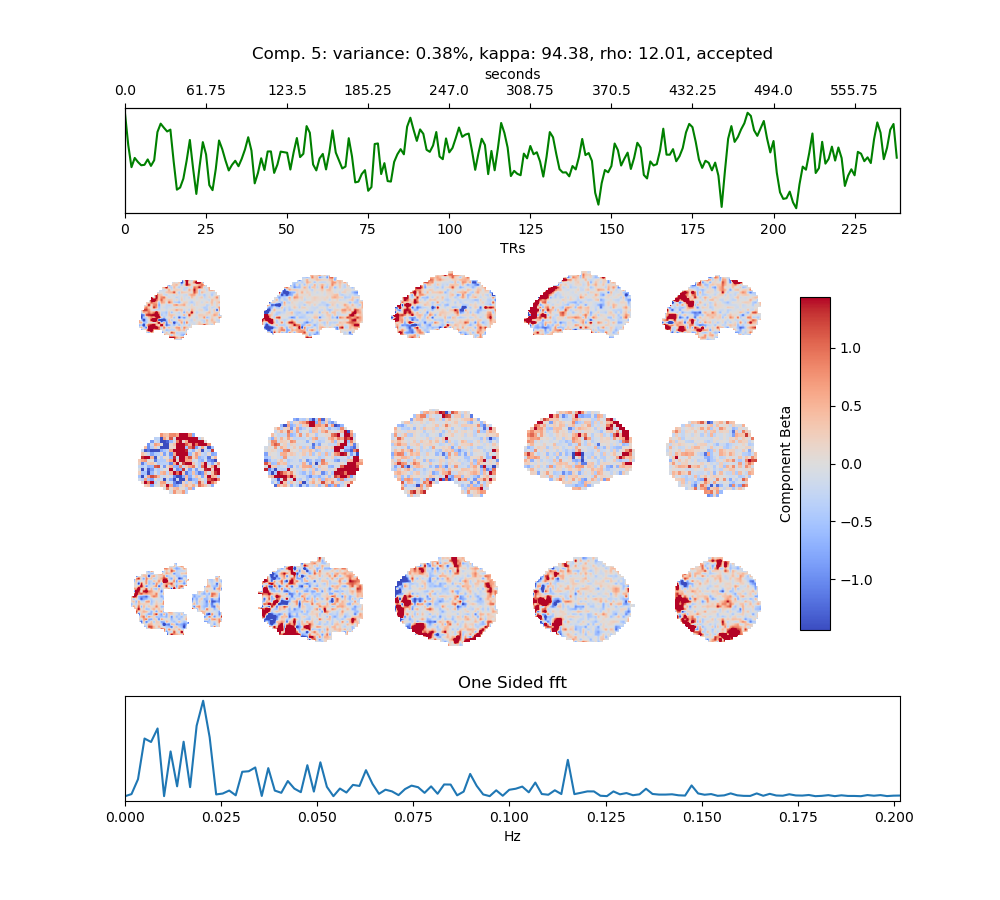 Comp. 5: variance: 0.38%, kappa: 94.38, rho: 12.01, accepted
seconds
0.0 61.75 123.5 185.25 247.0 308.75 370.5 432.25 494.0 555.75
0 25 50 75 100 125 150 175 200 225
TRs
1.0
0.5
0.0
−0.5
−1.0
Component Beta
One Sided fft
0.000 0.025 0.050 0.075 0.100 0.125 0.150 0.175 0.200
Hz